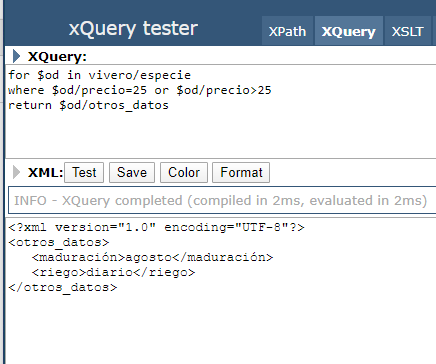 xQuery tester
XPath XQuery XSLT
XQuery:
for $od in vivero/especie
where $od/precio=25 or $od/precio>25
return $od/otros_datos
XML: Test Save Color Format
INFO - XQuery completed (compiled in 2ms, evaluated in 2ms)
<?xml version="1.0" encoding="UTF-8"?>
<otros_datos>
   <maduración>agosto</maduración>
   <riego>diario</riego>
</otros_datos>